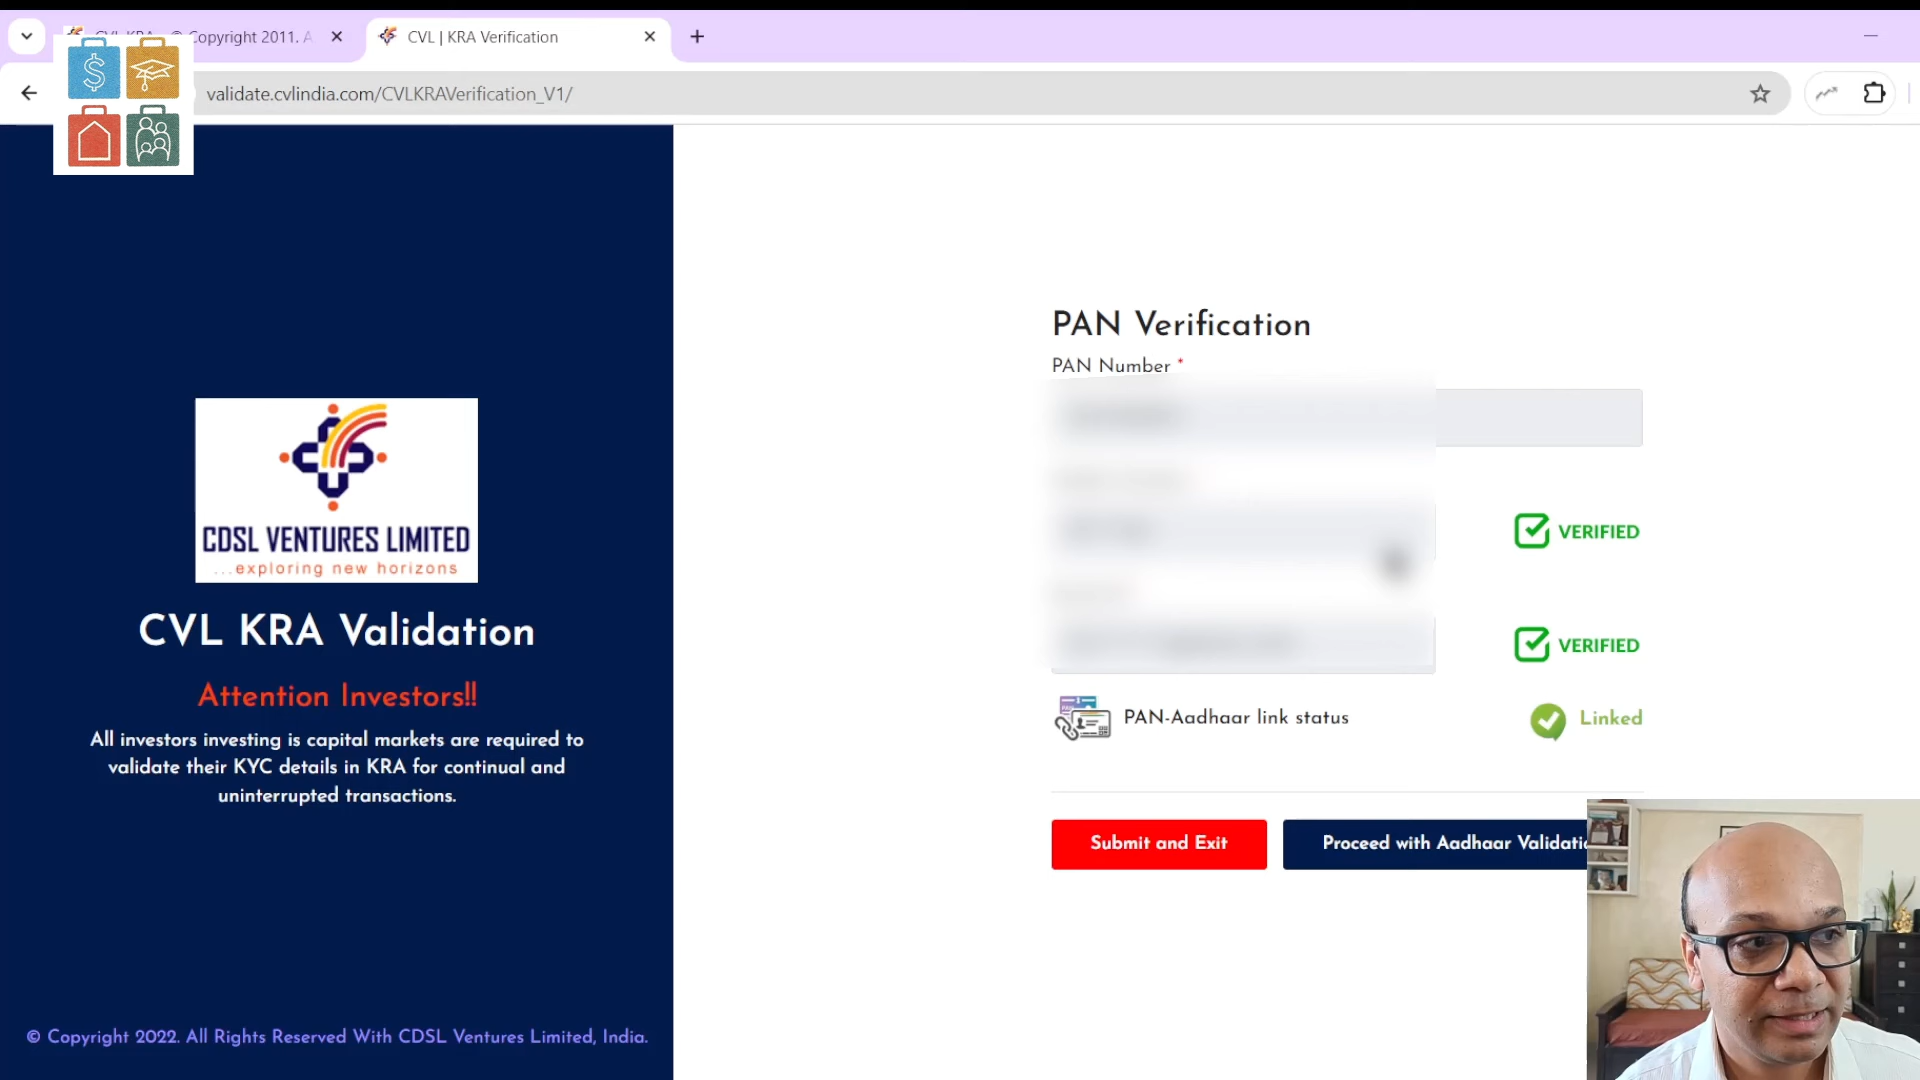 CVL KRA - © Copyright 2011. A
CVL | KRA Verification
validate.cvlindia.com/CVLKRAVerification_V1/
CDSL VENTURES LIMITED
...exploring new horizons
CVL KRA Validation
Attention Investors!!
All investors investing is capital markets are required to
validate their KYC details in KRA for continual and
uninterrupted transactions.
© Copyright 2022. All Rights Reserved With CDSL Ventures Limited, India.
PAN Verification
PAN Number *
VERIFIED
VERIFIED
PAN-Aadhaar link status
Linked
Submit and Exit
Proceed with Aadhaar Validatio